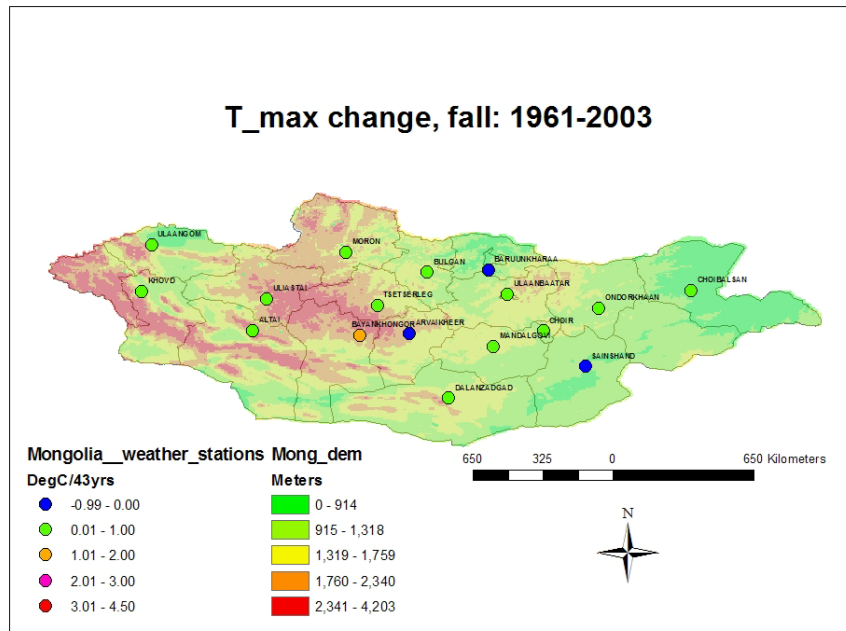 T_max change, fall: 1961-2003
ULAANGOM
MORON
BARUUNKHARAA
BULGAN
KHOVD
ULIASTAI
TSETSERLEG
ULAANBAATAR
CHOIBALSAN
ONDORKHAAN
ALTAI
BAYANKHONGOR
ARVAIKHEER
CHOIR
MANDALGOVI
SAINSHAND
DALANZADGAD
Mongolia__weather_stations
DegC/43yrs
-0.99 - 0.00
0.01 - 1.00
1.01 - 2.00
2.01 - 3.00
3.01 - 4.50
Mong_dem
Meters
0 - 914
915 - 1,318
1,319 - 1,759
1,760 - 2,340
2,341 - 4,203
650 325 0 650 Kilometers
N